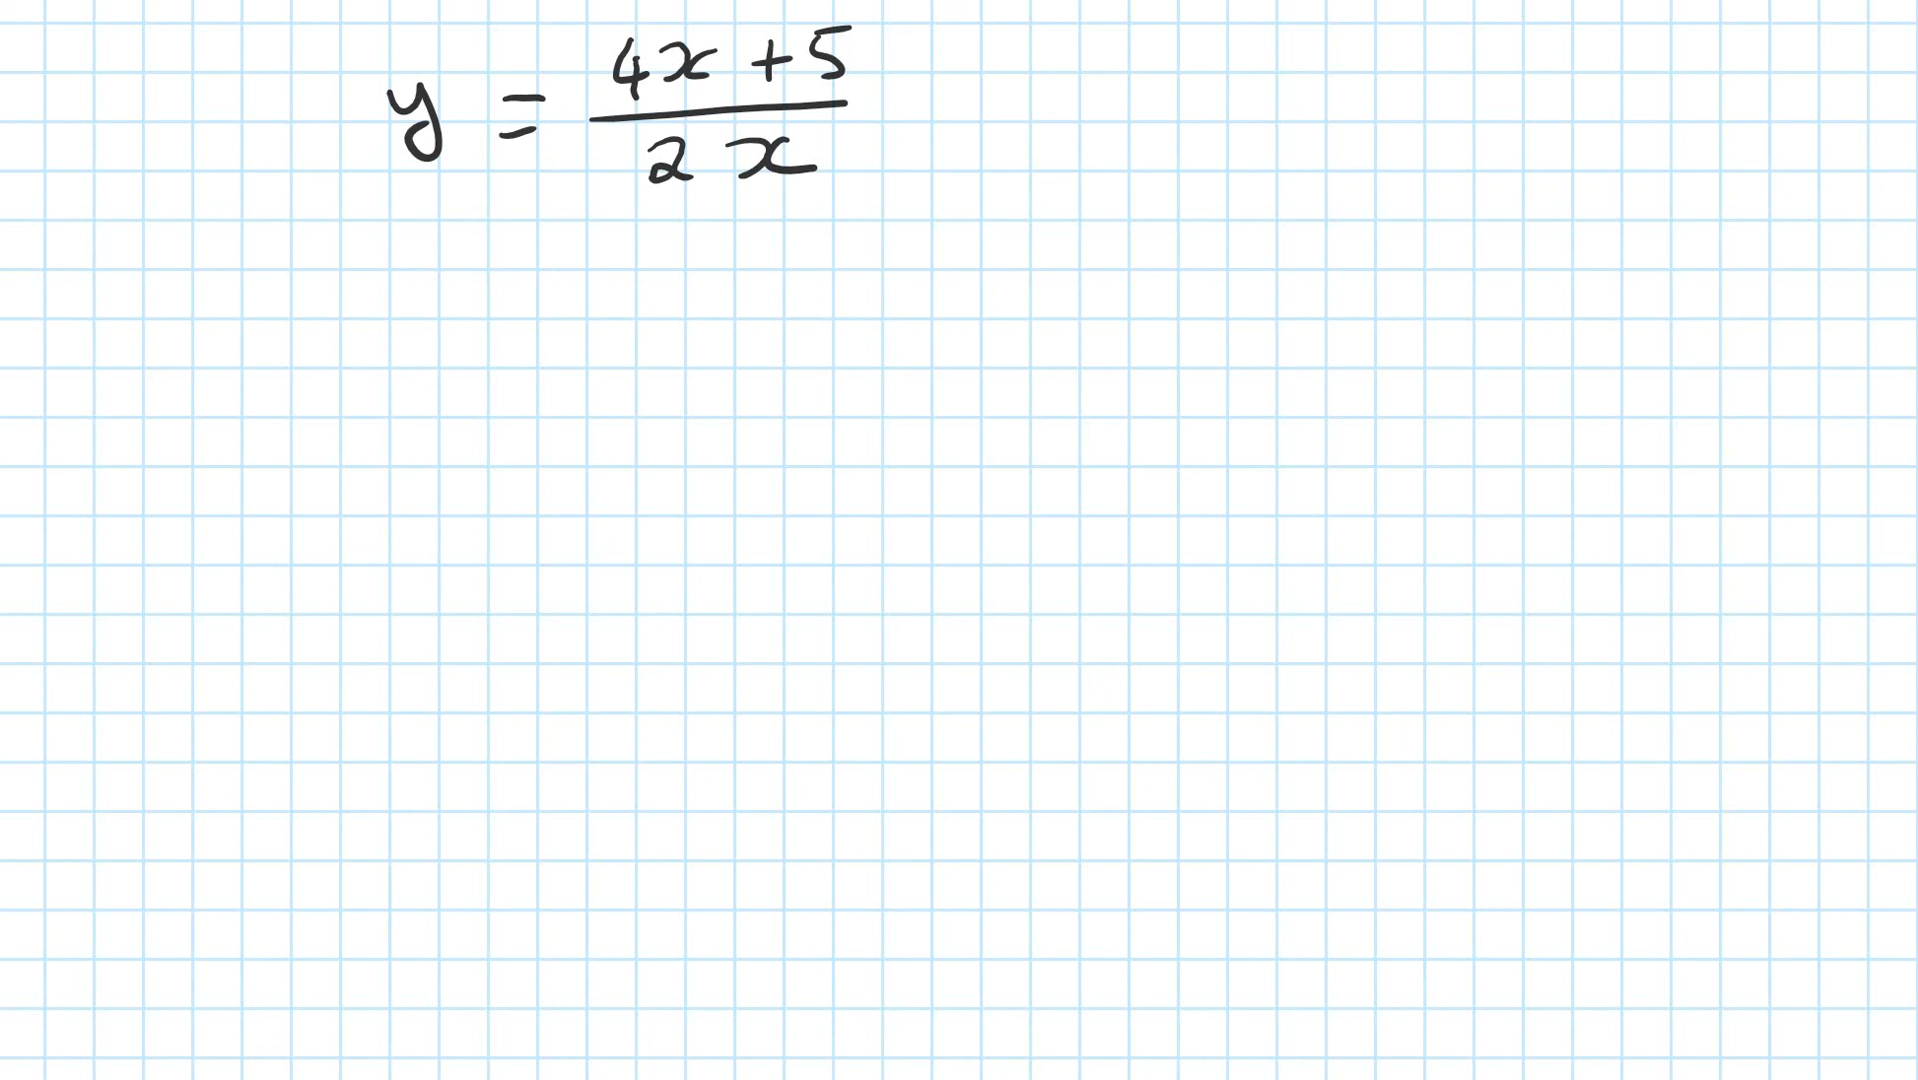 y = (4x + 5) / (2x)